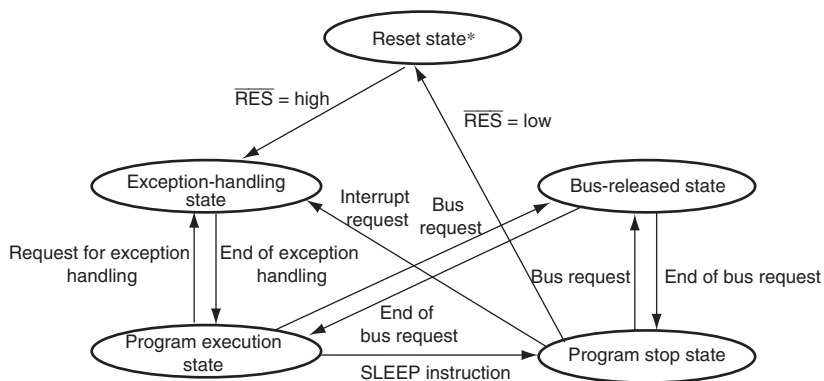 Reset state*
RES = high
RES = low
Exception-handling
state
Bus-released state
Interrupt
request
Bus
request
Request for exception
handling
End of exception
handling
Bus request
End of bus request
End of
bus request
Program execution
state
Program stop state
SLEEP instruction